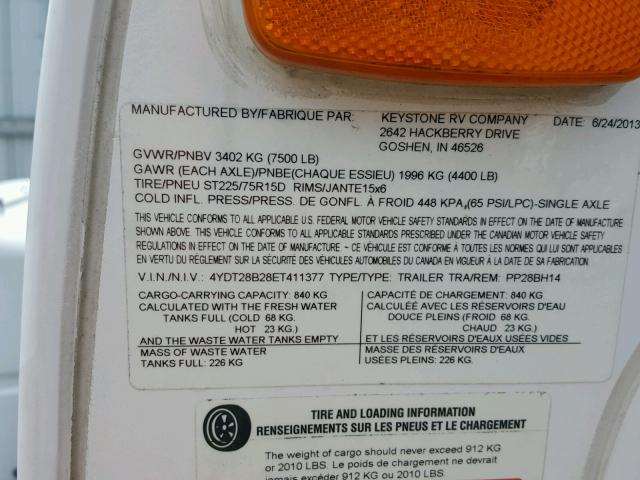 MANUFACTURED BY/FABRIQUE PAR: KEYSTONE RV COMPANY DATE: 6/24/2013
2642 HACKBERRY DRIVE
GOSHEN, IN 46526
GVWR/PNBV 3402 KG (7500 LB)
GAWR (EACH AXLE)/PNBE(CHAQUE ESSIEU) 1996 KG (4400 LB)
TIRE/PNEU ST225/75R15D RIMS/JANTE15x6
COLD INFL. PRESS/PRESS. DE GONFL. À FROID 448 KPA,(65 PSI/LPC)-SINGLE AXLE
THIS VEHICLE CONFORMS TO ALL APPLICABLE U.S. FEDERAL MOTOR VEHICLE SAFETY STANDARDS IN EFFECT ON THE DATE OF MANUFACTURE
SHOWN ABOVE. THIS VEHICLE CONFORMS TO ALL APPLICABLE STANDARDS PRESCRIBED UNDER THE CANADIAN MOTOR VEHICLE SAFETY
REGULATIONS IN EFFECT ON THE DATE OF MANUFACTURE - CE VÉHICULE EST CONFORME À TOUTES LES NORMES QUI LUI SONT APPLICABLES
EN VERTU DU RÈGLEMENT SUR LA SÉCURITÉ DES VÉHICULES AUTOMOBILES DU CANADA EN VIGUEUR À LA DATE DE SA FABRICATION.
V.I.N./N.I.V.: 4YDT28B28ET411377 TYPE/TYPE: TRAILER TRA/REM: PP28BH14
CARGO-CARRYING CAPACITY: 840 KG
CALCULATED WITH THE FRESH WATER
TANKS FULL (COLD 68 KG.
HOT 23 KG.)
AND THE WASTE WATER TANKS EMPTY
MASS OF WASTE WATER
TANKS FULL: 226 KG
CAPACITÉ DE CHARGEMENT: 840 KG
CALCULÉE AVEC LES RÉSERVOIRS D'EAU
DOUCE PLEINS (FROID 68 KG.
CHAUD 23 KG.)
ET LES RÉSERVOIRS D'EAUX USÉES VIDES
MASSE DES RÉSERVOIRS D'EAUX
USÉES PLEINS: 226 KG.
TIRE AND LOADING INFORMATION
RENSEIGNEMENTS SUR LES PNEUS ET LE CHARGEMENT
The weight of cargo should never exceed 912 KG
or 2010 LBS. Le poids de chargement ne devrait
jamais excéder 912 KG ou 2010 LBS.